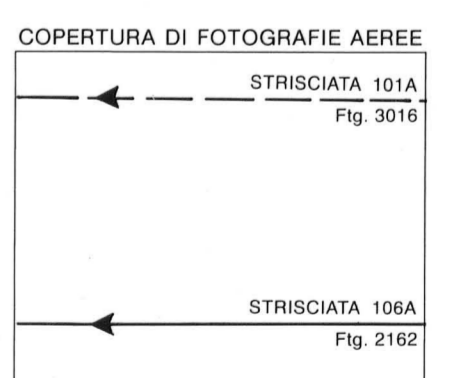 COPERTURA DI FOTOGRAFIE AEREE
STRISCIATA 101A
Ftg. 3016
STRISCIATA 106A
Ftg. 2162